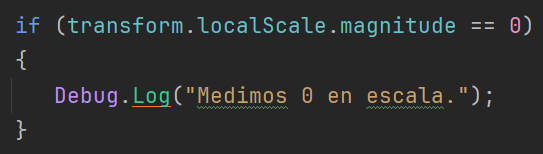 if (transform.localScale.magnitude == 0)
{
Debug.Log("Medimos 0 en escala.");
}